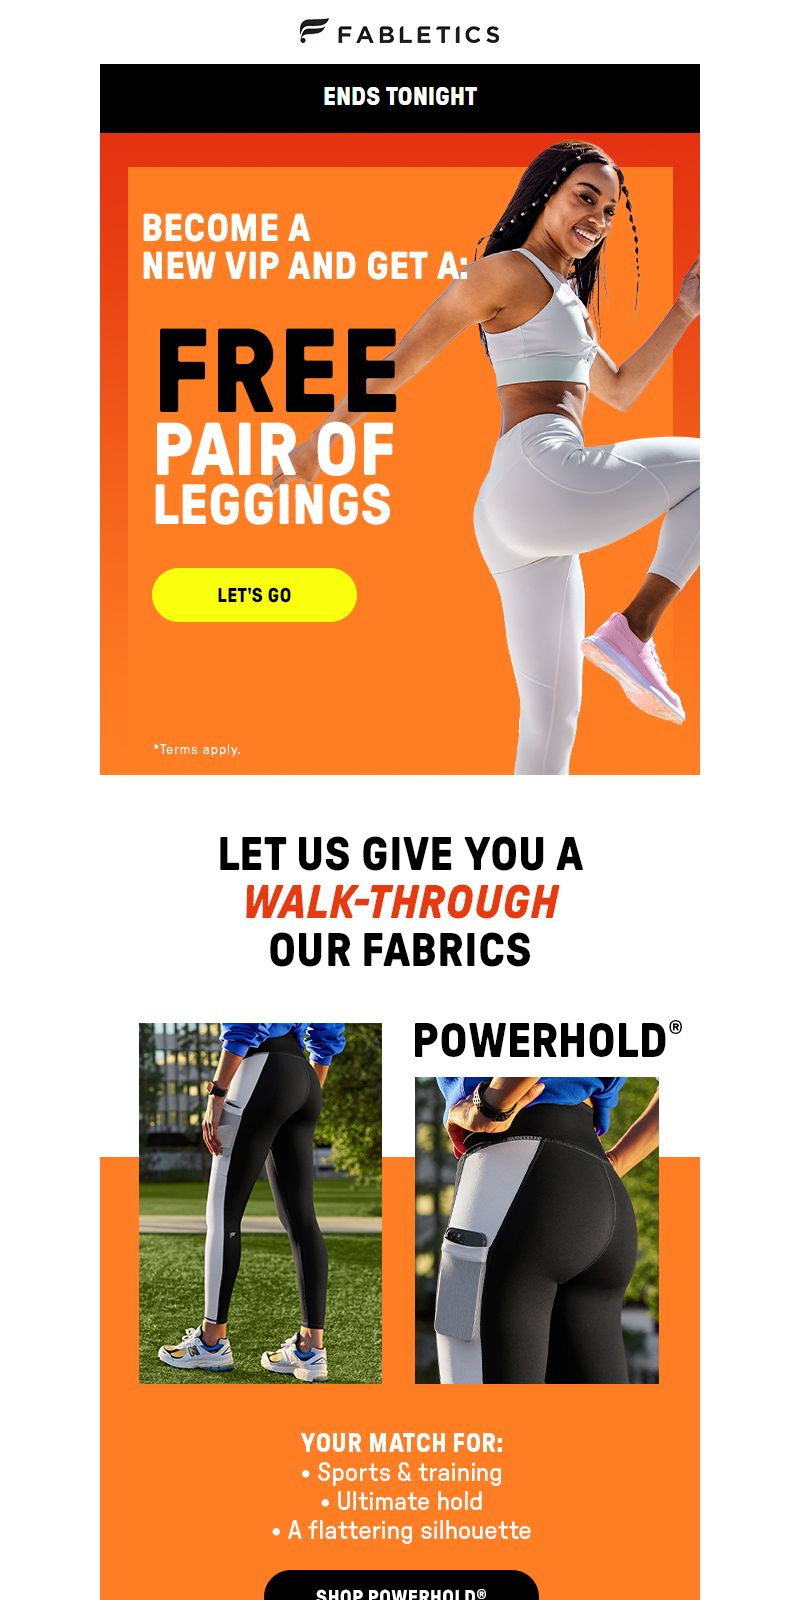 FABLETICS
ENDS TONIGHT
BECOME A
NEW VIP AND GET A:
FREE
PAIR OF
LEGGINGS
LET'S GO
*Terms apply.
LET US GIVE YOU A
WALK-THROUGH
OUR FABRICS
POWERHOLD®
YOUR MATCH FOR:
• Sports & training
• Ultimate hold
• A flattering silhouette
SHOP POWERHOLD®